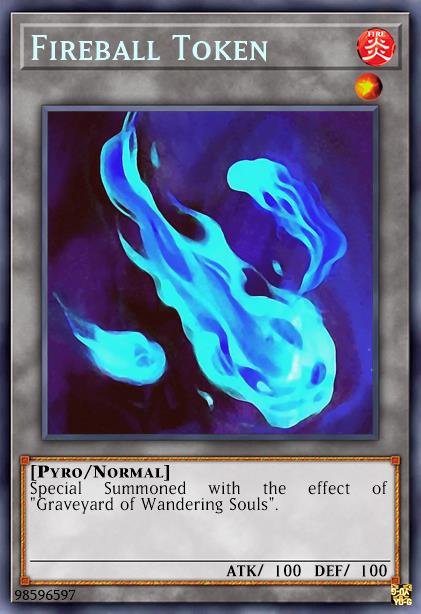 Fireball Token
FIRE
炎
[Pyro/Normal]
Special Summoned with the effect of
"Graveyard of Wandering Souls".
ATK/ 100 DEF/ 100
98596597